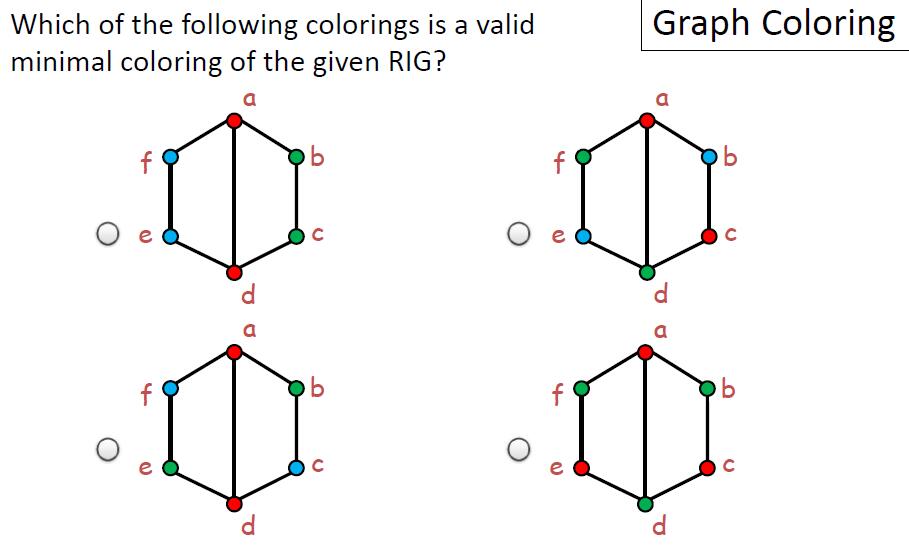 Which of the following colorings is a valid
minimal coloring of the given RIG?
Graph Coloring
a
f
b
e
c
d
a
f
b
e
c
d
a
f
b
e
c
d
a
f
b
e
c
d